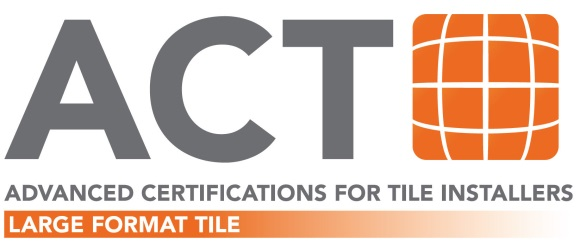 ACT
ADVANCED CERTIFICATIONS FOR TILE INSTALLERS
LARGE FORMAT TILE